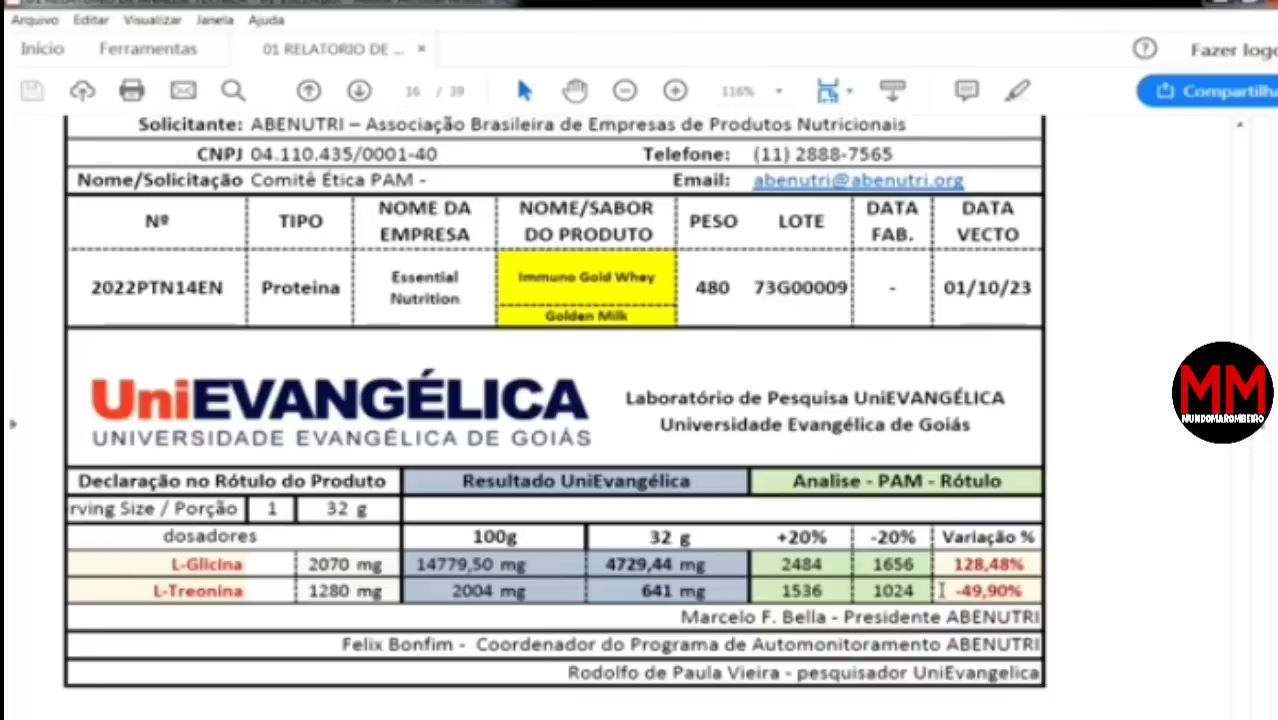 Arquivo Editar Visualizar Janela Ajuda
Início Ferramentas 01 RELATORIO DE ... × ? Fazer logo
16 / 39 116% Compartilha
Solicitante: ABENUTRI – Associação Brasileira de Empresas de Produtos Nutricionais
CNPJ 04.110.435/0001-40 Telefone: (11) 2888-7565
Nome/Solicitação Comitê Ética PAM - Email: abenutri@abenutri.org
Nº TIPO NOME DA EMPRESA NOME/SABOR DO PRODUTO PESO LOTE DATA FAB. DATA VECTO
2022PTN14EN Proteina Essential Nutrition Immuno Gold Whey 480 73G00009 - 01/10/23
Golden Milk
MM
MUNDOMAROMBEIRO
UniEVANGÉLICA
UNIVERSIDADE EVANGÉLICA DE GOIÁS
Laboratório de Pesquisa UniEVANGÉLICA
Universidade Evangélica de Goiás
Declaração no Rótulo do Produto Resultado UniEvangélica Analise - PAM - Rótulo
rving Size / Porção 1 32 g
dosadores 100g 32 g +20% -20% Variação %
L-Glicina 2070 mg 14779,50 mg 4729,44 mg 2484 1656 128,48%
L-Treonina 1280 mg 2004 mg 641 mg 1536 1024 -49,90%
Marcelo F. Bella - Presidente ABENUTRI
Felix Bonfim - Coordenador do Programa de Automonitoramento ABENUTRI
Rodolfo de Paula Vieira - pesquisador UniEvangelica